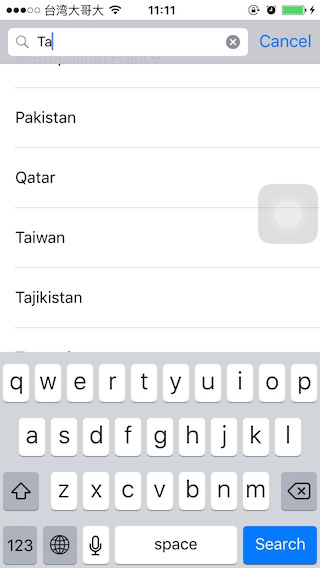 台湾大哥大 11:11
Ta Cancel
Metropolitan France
Pakistan
Qatar
Taiwan
Tajikistan
q w e r t y u i o p
a s d f g h j k l
z x c v b n m
123 space Search